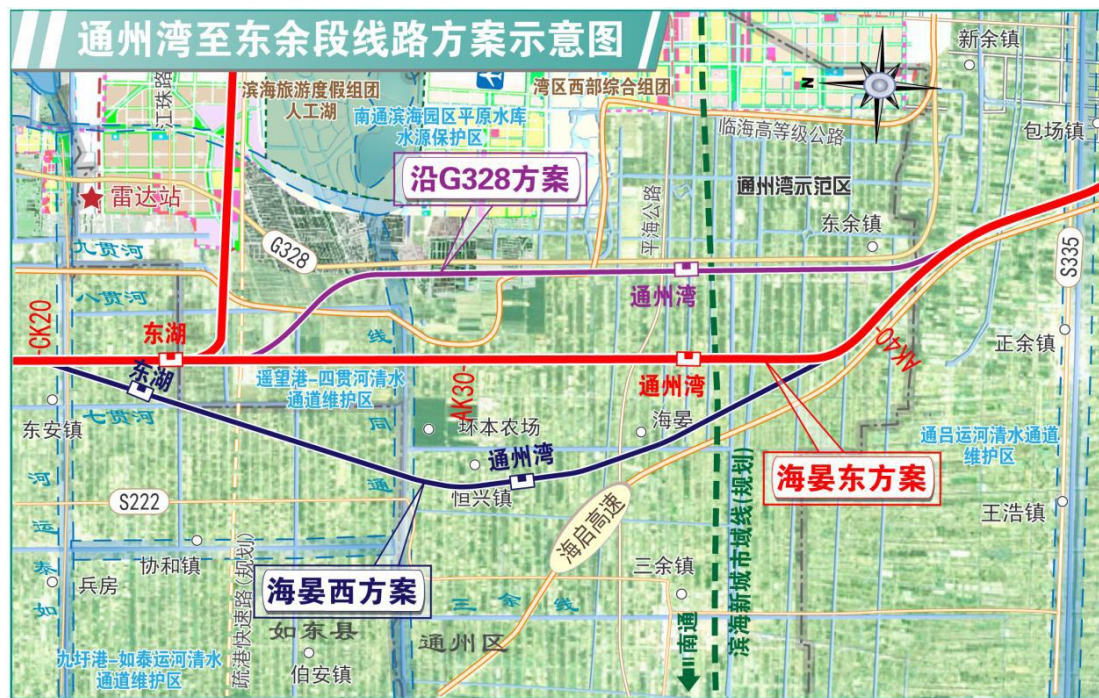 通州湾至东余段线路方案示意图
新余镇
N
江珠路
滨海旅游度假组团
人工湖
南通滨海园区平原水库
水源保护区
湾区西部综合组团
临海高等级公路
包场镇
沿G328方案
雷达站
通州湾示范区
平海公路
东余镇
九贯河
G328
S335
八贯河
通州湾
CK20
东湖
线
AK40
正余镇
东湖
遥望港-四贯河清水
通道维护区
AK30
通州湾
七贯河
东安镇
同
环本农场
海晏
通吕运河清水通道
维护区
通州湾
海晏东方案
河
S222
恒兴镇
通
王浩镇
运
海启高速
滨海新城市域线(规划)
协和镇
海晏西方案
三余镇
泰
兵房
疏港快速路(规划)
三余线
如
如东县
通州区
南通
九圩港-如泰运河清水
通道维护区
伯安镇